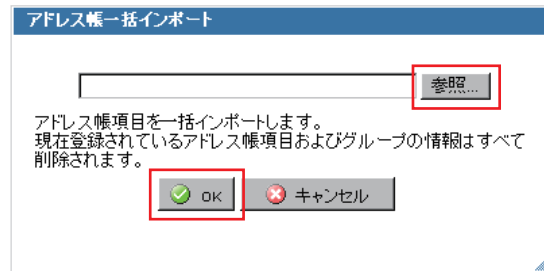 アドレス帳一括インポート
参照...
アドレス帳項目を一括インポートします。
現在登録されているアドレス帳項目およびグループの情報はすべて
削除されます。
OK キャンセル